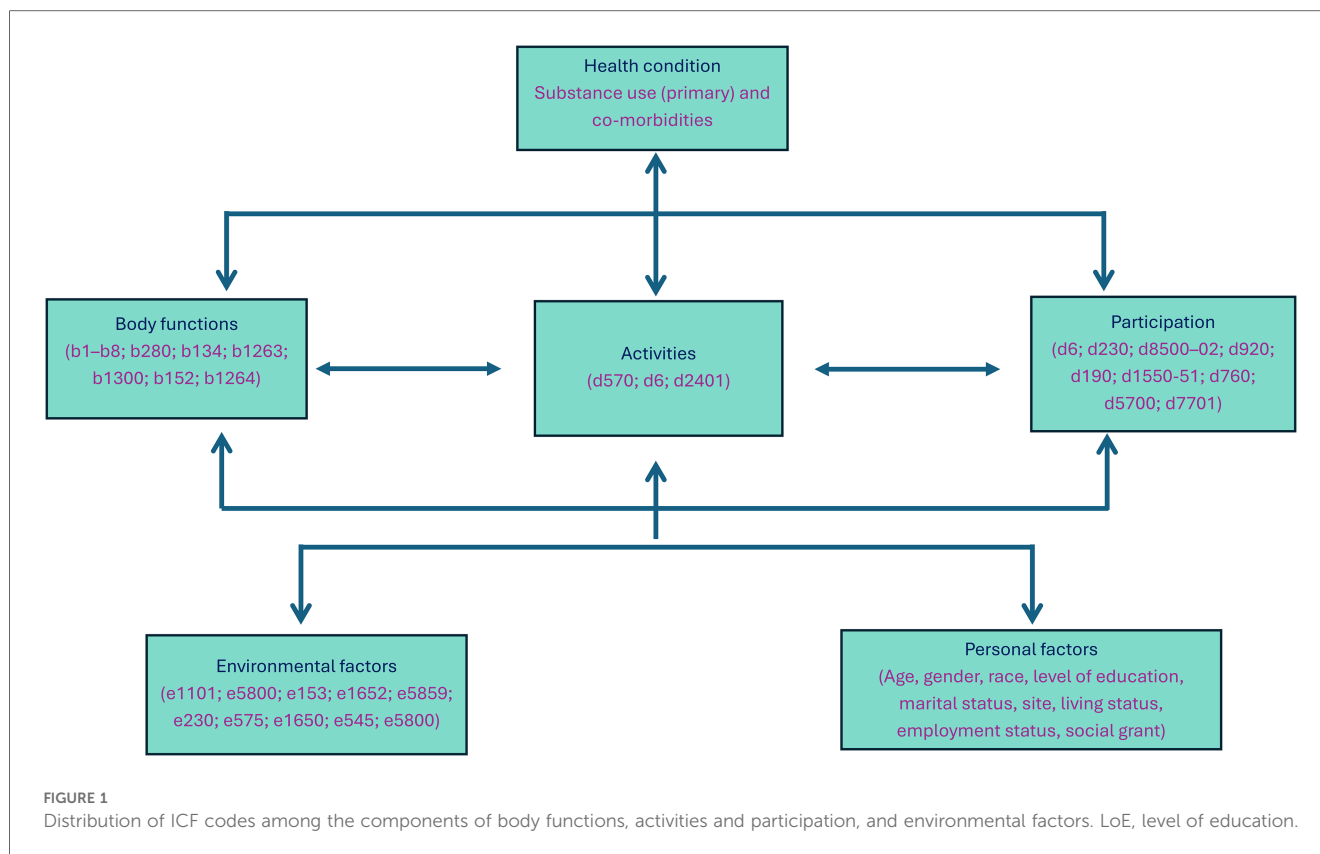 Health condition
Substance use (primary) and
co-morbidities
Body functions
(b1–b8; b280; b134; b1263;
b1300; b152; b1264)
Activities
(d570; d6; d2401)
Participation
(d6; d230; d8500–02; d920;
d190; d1550-51; d760;
d5700; d7701)
Environmental factors
(e1101; e5800; e153; e1652; e5859;
e230; e575; e1650; e545; e5800)
Personal factors
(Age, gender, race, level of education,
marital status, site, living status,
employment status, social grant)
FIGURE 1
Distribution of ICF codes among the components of body functions, activities and participation, and environmental factors. LoE, level of education.